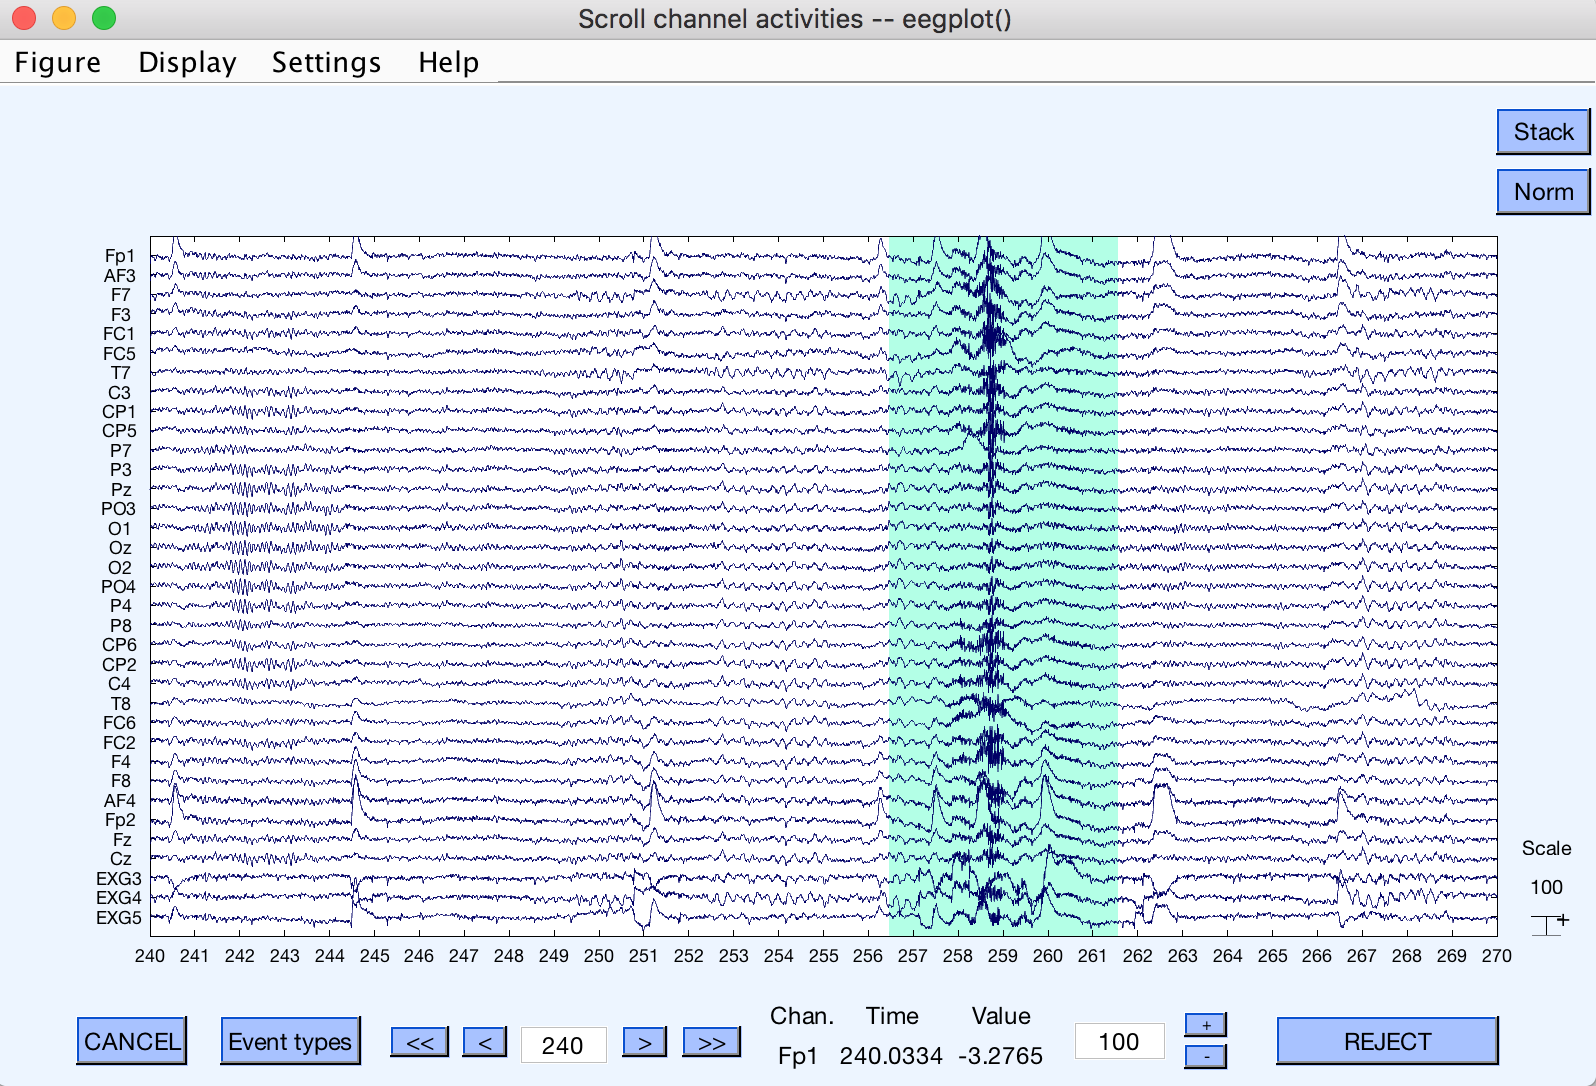 Scroll channel activities -- eegplot()
Figure Display Settings Help
Stack
Norm
Fp1
AF3
F7
F3
FC1
FC5
T7
C3
CP1
CP5
P7
P3
Pz
PO3
O1
Oz
O2
PO4
P4
P8
CP6
CP2
C4
T8
FC6
FC2
F4
F8
AF4
Fp2
Fz
Cz
EXG3
EXG4
EXG5
Scale
100
+
240 241 242 243 244 245 246 247 248 249 250 251 252 253 254 255 256 257 258 259 260 261 262 263 264 265 266 267 268 269 270
Chan. Time Value
CANCEL Event types << < 240 > >> Fp1 240.0334 -3.2765 100 + - REJECT